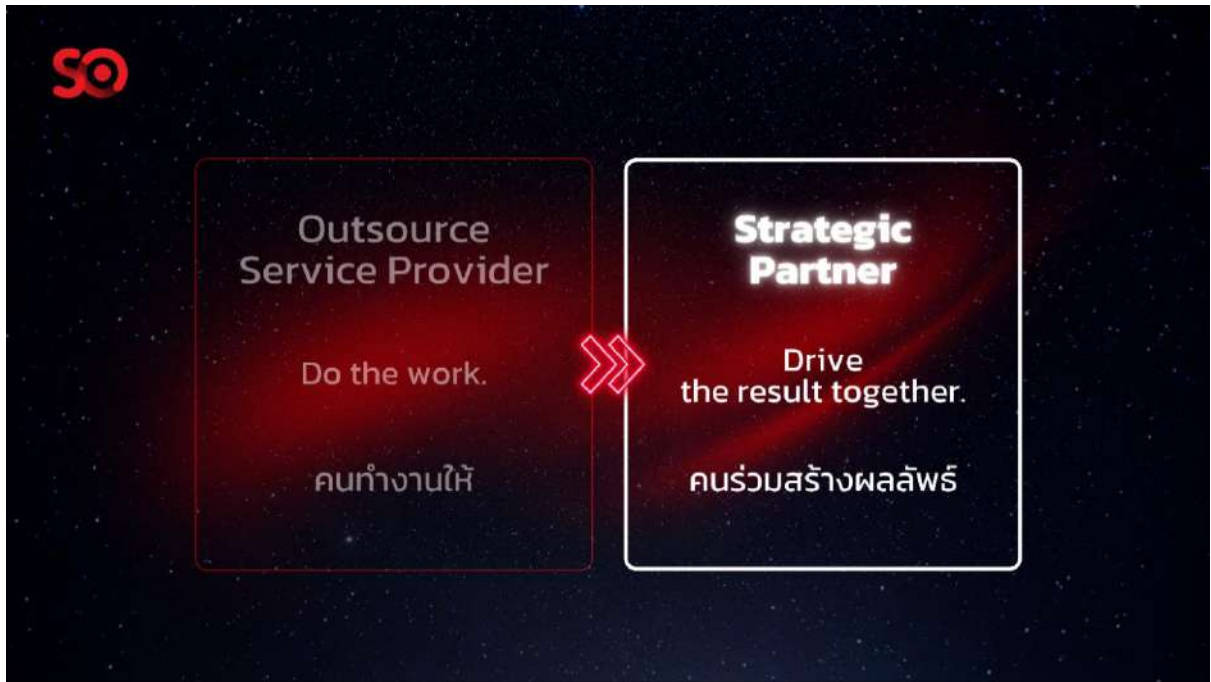 SO
Outsource
Service Provider
Do the work.
คนทำงานให้
Strategic
Partner
Drive
the result together.
คนร่วมสร้างผลลัพธ์